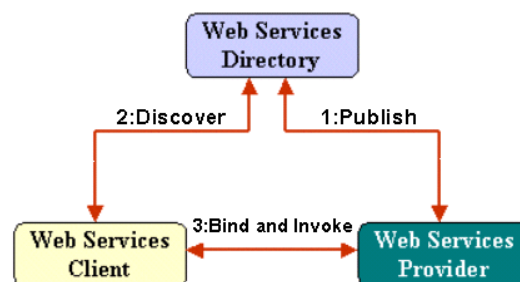 Web Services
Directory
2:Discover
1:Publish
3:Bind and Invoke
Web Services
Client
Web Services
Provider